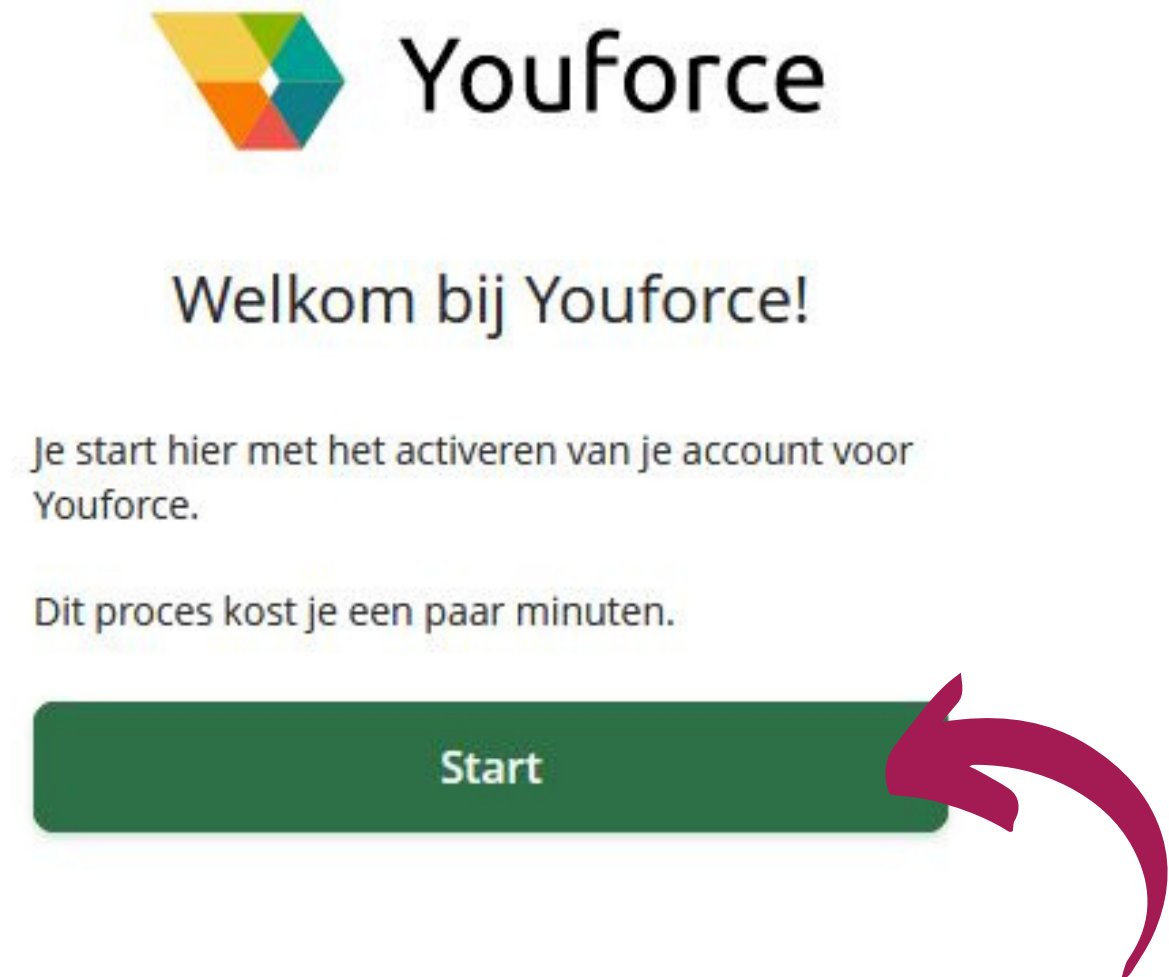 Youforce
Welkom bij Youforce!
Je start hier met het activeren van je account voor
Youforce.
Dit proces kost je een paar minuten.
Start